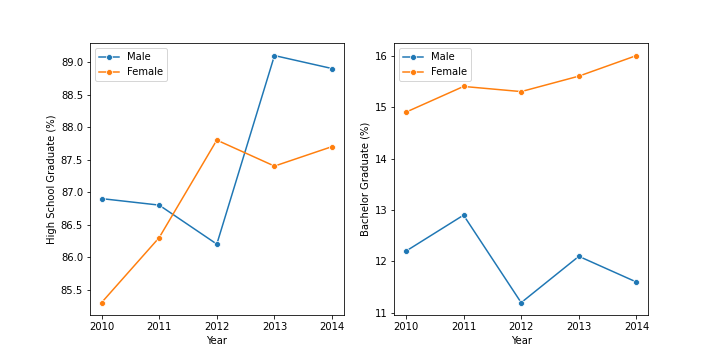 Male
Female
89.0
88.5
88.0
87.5
87.0
86.5
86.0
85.5
High School Graduate (%)
2010 2011 2012 2013 2014
Year
Male
Female
16
15
14
13
12
11
Bachelor Graduate (%)
2010 2011 2012 2013 2014
Year